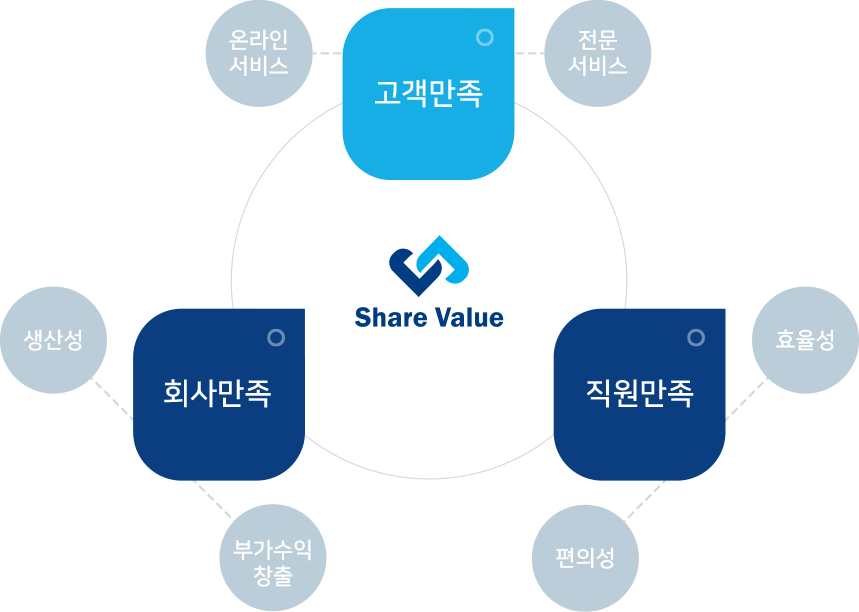 온라인
서비스
고객만족
전문
서비스
Share Value
생산성
회사만족
직원만족
효율성
부가수익
창출
편의성